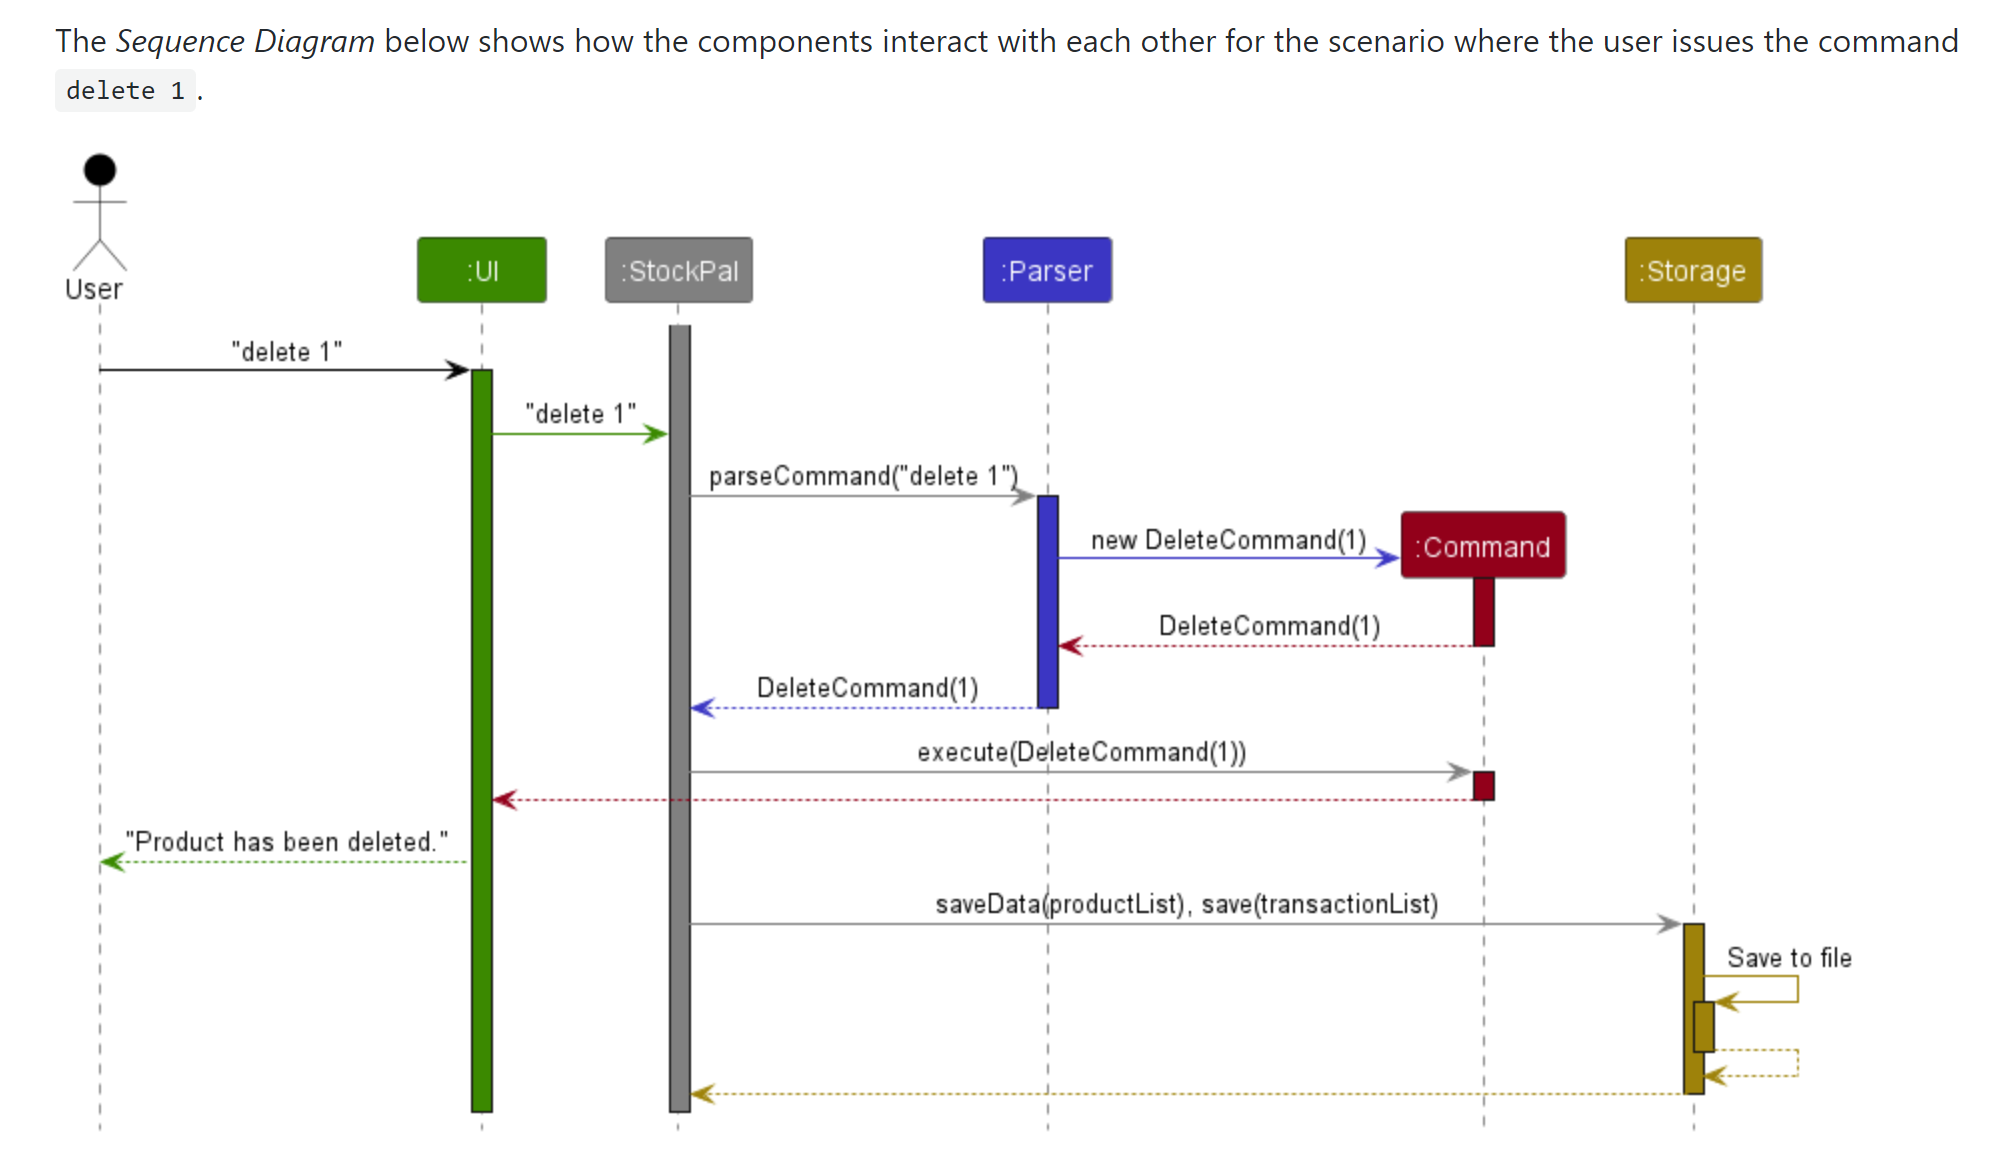 The Sequence Diagram below shows how the components interact with each other for the scenario where the user issues the command
delete 1 .
User
:UI
:StockPal
:Parser
:Storage
"delete 1"
"delete 1"
parseCommand("delete 1")
new DeleteCommand(1)
:Command
DeleteCommand(1)
DeleteCommand(1)
execute(DeleteCommand(1))
"Product has been deleted."
saveData(productList), save(transactionList)
Save to file